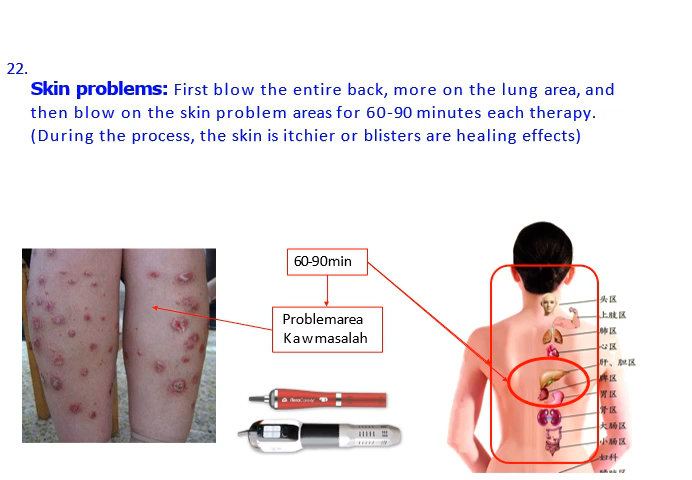 22.
Skin problems: First blow the entire back, more on the lung area, and
then blow on the skin problem areas for 60-90 minutes each therapy.
(During the process, the skin is itchier or blisters are healing effects)
60-90min
Problemarea
Kawmasalah
头区
上肢区
肺区
心区
肝、胆区
脾区
胃区
肾区
大肠区
小肠区
妇科